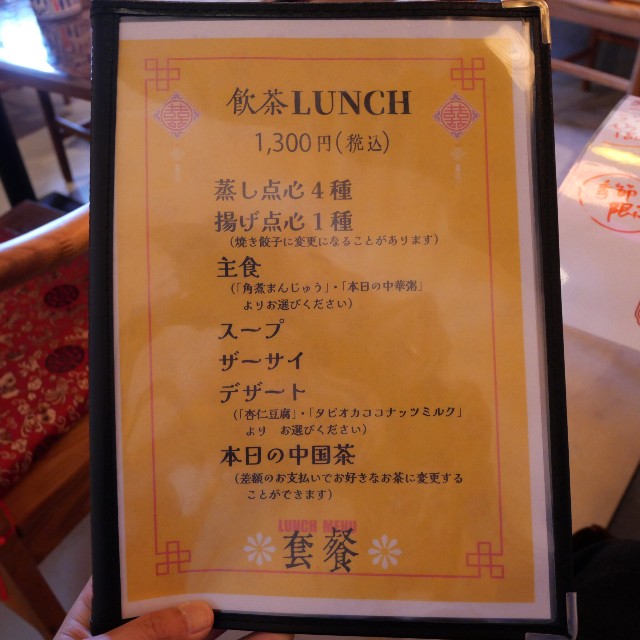 飲茶LUNCH
1,300円(税込)
蒸し点心4種
揚げ点心1種
(焼き餃子に変更になることがあります)
主食
(「角煮まんじゅう」・「本日の中華粥」
よりお選びください)
スープ
ザーサイ
デザート
(「杏仁豆腐」・「タピオカココナッツミルク」
より お選びください)
本日の中国茶
(差額のお支払いでお好きなお茶に変更する
ことができます)
LUNCH MENU
套餐